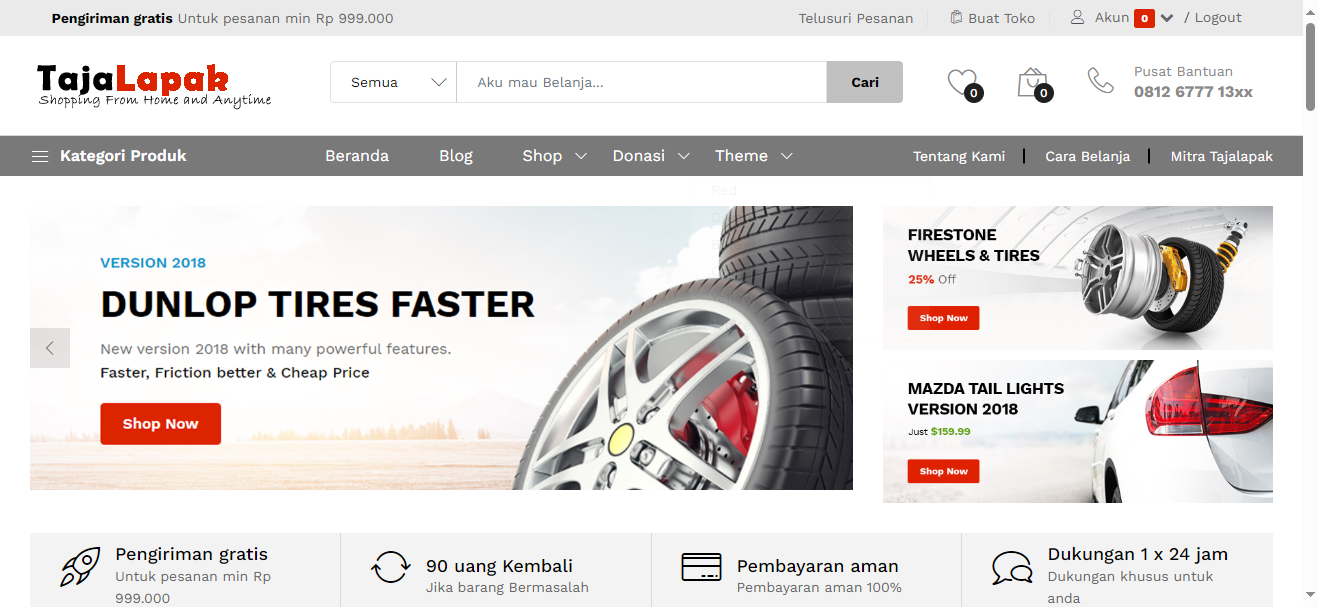 Pengiriman gratis Untuk pesanan min Rp 999.000
Telusuri Pesanan
Buat Toko
Akun 0 / Logout
TajaLapak
Shopping From Home and Anytime
Semua
Aku mau Belanja...
Cari
0
0
Pusat Bantuan
0812 6777 13xx
Kategori Produk
Beranda
Blog
Shop
Donasi
Theme
Tentang Kami
Cara Belanja
Mitra Tajalapak
Red
VERSION 2018
DUNLOP TIRES FASTER
New version 2018 with many powerful features.
Faster, Friction better & Cheap Price
Shop Now
FIRESTONE
WHEELS & TIRES
25% Off
Shop Now
MAZDA TAIL LIGHTS
VERSION 2018
Just $159.99
Shop Now
Pengiriman gratis
Untuk pesanan min Rp
999.000
90 uang Kembali
Jika barang Bermasalah
Pembayaran aman
Pembayaran aman 100%
Dukungan 1 x 24 jam
Dukungan khusus untuk
anda